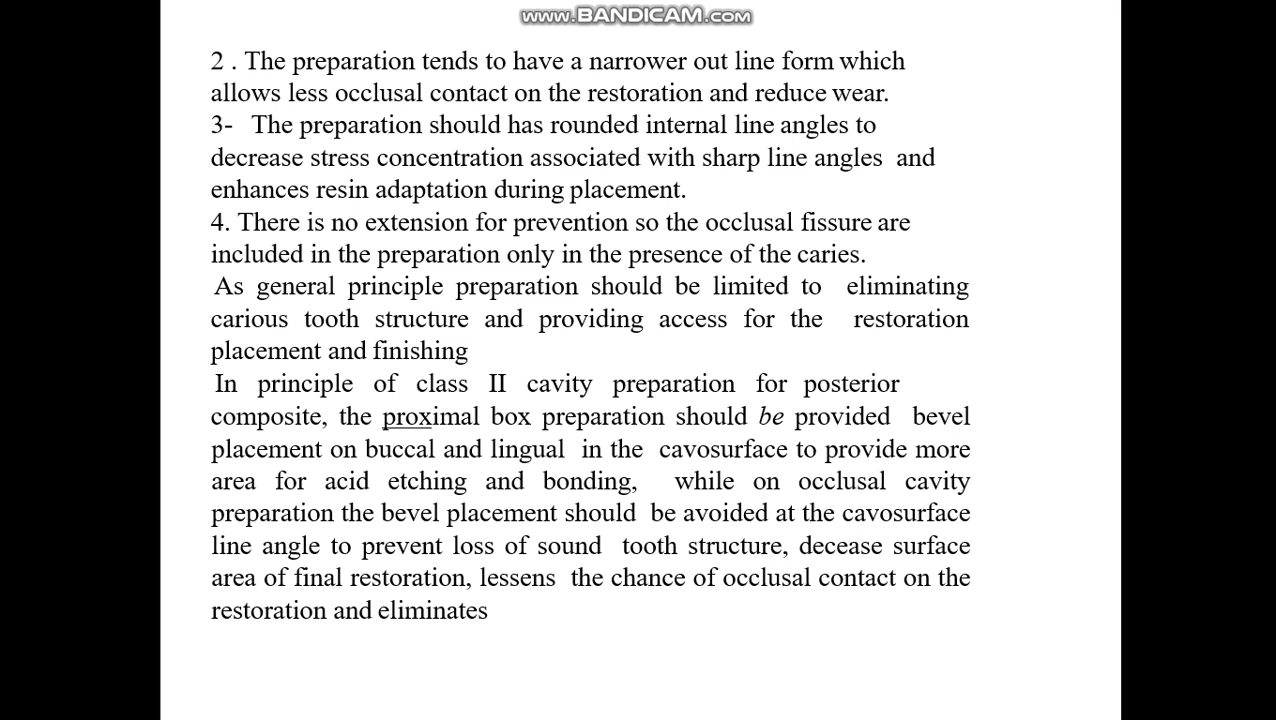 www.BANDICAM.com
2 . The preparation tends to have a narrower out line form which
allows less occlusal contact on the restoration and reduce wear.
3- The preparation should has rounded internal line angles to
decrease stress concentration associated with sharp line angles and
enhances resin adaptation during placement.
4. There is no extension for prevention so the occlusal fissure are
included in the preparation only in the presence of the caries.
As general principle preparation should be limited to eliminating
carious tooth structure and providing access for the restoration
placement and finishing
In principle of class II cavity preparation for posterior
composite, the proximal box preparation should be provided bevel
placement on buccal and lingual in the cavosurface to provide more
area for acid etching and bonding, while on occlusal cavity
preparation the bevel placement should be avoided at the cavosurface
line angle to prevent loss of sound tooth structure, decease surface
area of final restoration, lessens the chance of occlusal contact on the
restoration and eliminates